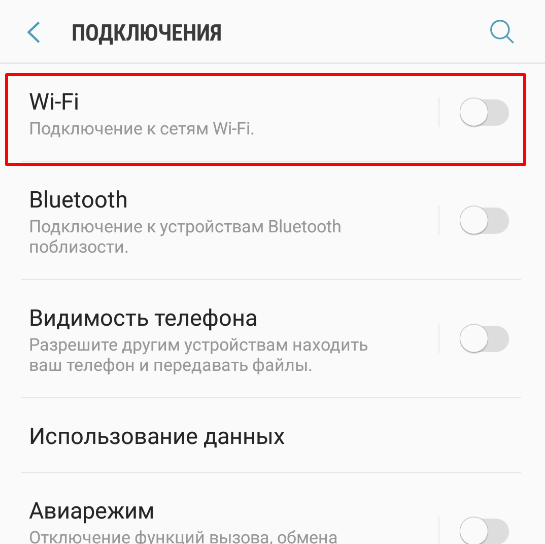 ПОДКЛЮЧЕНИЯ
Wi-Fi
Подключение к сетям Wi-Fi.
Bluetooth
Подключение к устройствам Bluetooth
поблизости.
Видимость телефона
Разрешите другим устройствам находить
ваш телефон и передавать файлы.
Использование данных
Авиарежим
Отключение функций вызова, обмена